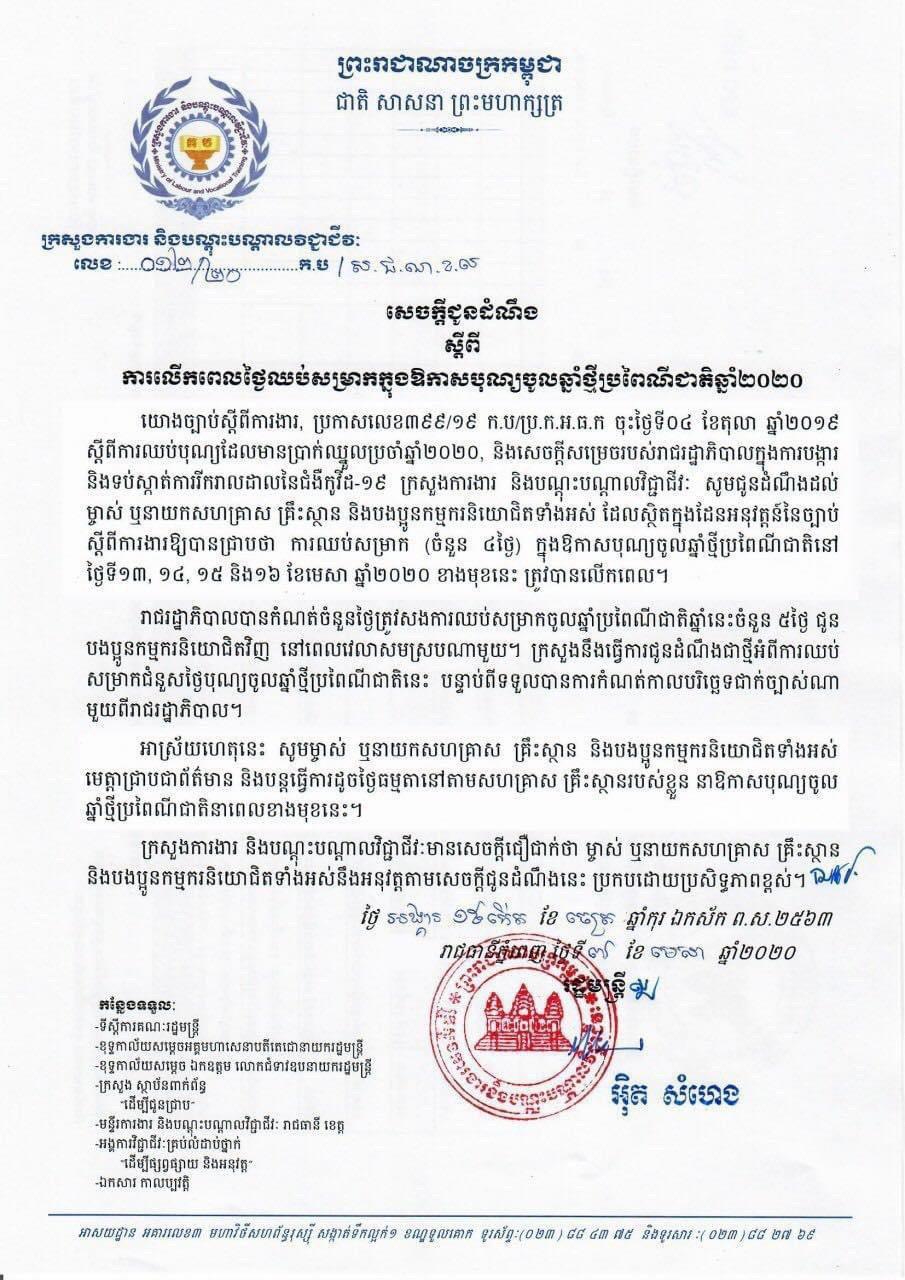 ព្រះរាជាណាចក្រកម្ពុជា
ជាតិ សាសនា ព្រះមហាក្សត្រ
ក្រសួងការងារ និងបណ្តុះបណ្តាលវិជ្ជាជីវៈ
Ministry of Labour and Vocational Training
ក្រសួងការងារ និងបណ្តុះបណ្តាលវិជ្ជាជីវៈ
លេខ :.....០១២/២០..............ក.ប / ស.ជ.ណ.ខ.ល
សេចក្តីជូនដំណឹង
ស្តីពី
ការលើកពេលថ្ងៃឈប់សម្រាកក្នុងឱកាសបុណ្យចូលឆ្នាំថ្មីប្រពៃណីជាតិឆ្នាំ២០២០
យោងច្បាប់ស្តីពីការងារ, ប្រកាសលេខ៣៩៩/១៩ ក.ប/ប្រ.ក.អ.ធ.ក ចុះថ្ងៃទី០៤ ខែតុលា ឆ្នាំ២០១៩
ស្តីពីការឈប់បុណ្យដែលមានប្រាក់ឈ្នួលប្រចាំឆ្នាំ២០២០, និងសេចក្តីសម្រេចរបស់រាជរដ្ឋាភិបាលក្នុងការបង្ការ
និងទប់ស្កាត់ការរីករាលដាលនៃជំងឺកូវីដ-១៩ ក្រសួងការងារ និងបណ្តុះបណ្តាលវិជ្ជាជីវៈ សូមជូនដំណឹងដល់
ម្ចាស់ ឬនាយកសហគ្រាស គ្រឹះស្ថាន និងបងប្អូនកម្មករនិយោជិតទាំងអស់ ដែលស្ថិតក្នុងដែនអនុវត្តន៍នៃច្បាប់
ស្តីពីការងារឱ្យបានជ្រាបថា ការឈប់សម្រាក (ចំនួន ៤ថ្ងៃ) ក្នុងឱកាសបុណ្យចូលឆ្នាំថ្មីប្រពៃណីជាតិនៅ
ថ្ងៃទី១៣, ១៤, ១៥ និង១៦ ខែមេសា ឆ្នាំ២០២០ ខាងមុខនេះ ត្រូវបានលើកពេល។
រាជរដ្ឋាភិបាលបានកំណត់ចំនួនថ្ងៃត្រូវសងការឈប់សម្រាកចូលឆ្នាំប្រពៃណីជាតិឆ្នាំនេះចំនួន ៥ថ្ងៃ ជូន
បងប្អូនកម្មករនិយោជិតវិញ នៅពេលវេលាសមស្របណាមួយ។ ក្រសួងនឹងធ្វើការជូនដំណឹងជាថ្មីអំពីការឈប់
សម្រាកជំនួសថ្ងៃបុណ្យចូលឆ្នាំថ្មីប្រពៃណីជាតិនេះ បន្ទាប់ពីទទួលបានការកំណត់កាលបរិច្ឆេទជាក់ច្បាស់ណា
មួយពីរាជរដ្ឋាភិបាល។
អាស្រ័យហេតុនេះ សូមម្ចាស់ ឬនាយកសហគ្រាស គ្រឹះស្ថាន និងបងប្អូនកម្មករនិយោជិតទាំងអស់
មេត្តាជ្រាបជាព័ត៌មាន និងបន្តធ្វើការដូចថ្ងៃធម្មតានៅតាមសហគ្រាស គ្រឹះស្ថានរបស់ខ្លួន នាឱកាសបុណ្យចូល
ឆ្នាំថ្មីប្រពៃណីជាតិនាពេលខាងមុខនេះ។
ក្រសួងការងារ និងបណ្តុះបណ្តាលវិជ្ជាជីវៈមានសេចក្តីជឿជាក់ថា ម្ចាស់ ឬនាយកសហគ្រាស គ្រឹះស្ថាន
និងបងប្អូនកម្មករនិយោជិតទាំងអស់នឹងអនុវត្តតាមសេចក្តីជូនដំណឹងនេះ ប្រកបដោយប្រសិទ្ធភាពខ្ពស់។
ថ្ងៃ អង្គារ ១៥កើត ខែ ចេត្រ ឆ្នាំកុរ ឯកស័ក ព.ស.២៥៦៣
រាជធានីភ្នំពេញ ថ្ងៃទី៧ ខែ មេសា ឆ្នាំ២០២០
រដ្ឋមន្ត្រី
អ៊ិត សំហេង
កន្លែងទទួល:
-ទីស្តីការគណៈរដ្ឋមន្ត្រី
-ខុទ្ទកាល័យសម្តេចអគ្គមហាសេនាបតីតេជោនាយករដ្ឋមន្ត្រី
-ខុទ្ទកាល័យសម្តេច ឯកឧត្តម លោកជំទាវឧបនាយករដ្ឋមន្ត្រី
-ក្រសួង ស្ថាប័នពាក់ព័ន្ធ
"ដើម្បីជូនជ្រាប"
-មន្ទីរការងារ និងបណ្តុះបណ្តាលវិជ្ជាជីវៈ រាជធានី ខេត្ត
-អង្គការវិជ្ជាជីវៈគ្រប់លំដាប់ថ្នាក់
"ដើម្បីផ្សព្វផ្សាយ និងអនុវត្ត"
-ឯកសារ កាលប្បវត្តិ
អាសយដ្ឋាន អគារលេខ៣ មហាវិថីសហព័ន្ធរុស្ស៊ី សង្កាត់ទឹកល្អក់១ ខណ្ឌទួលគោក ទូរស័ព្ទ:(០២៣) ៨៨ ៤៣ ៧៥ និងទូរសារ :(០២៣) ៨៨ ២៧ ៦៩